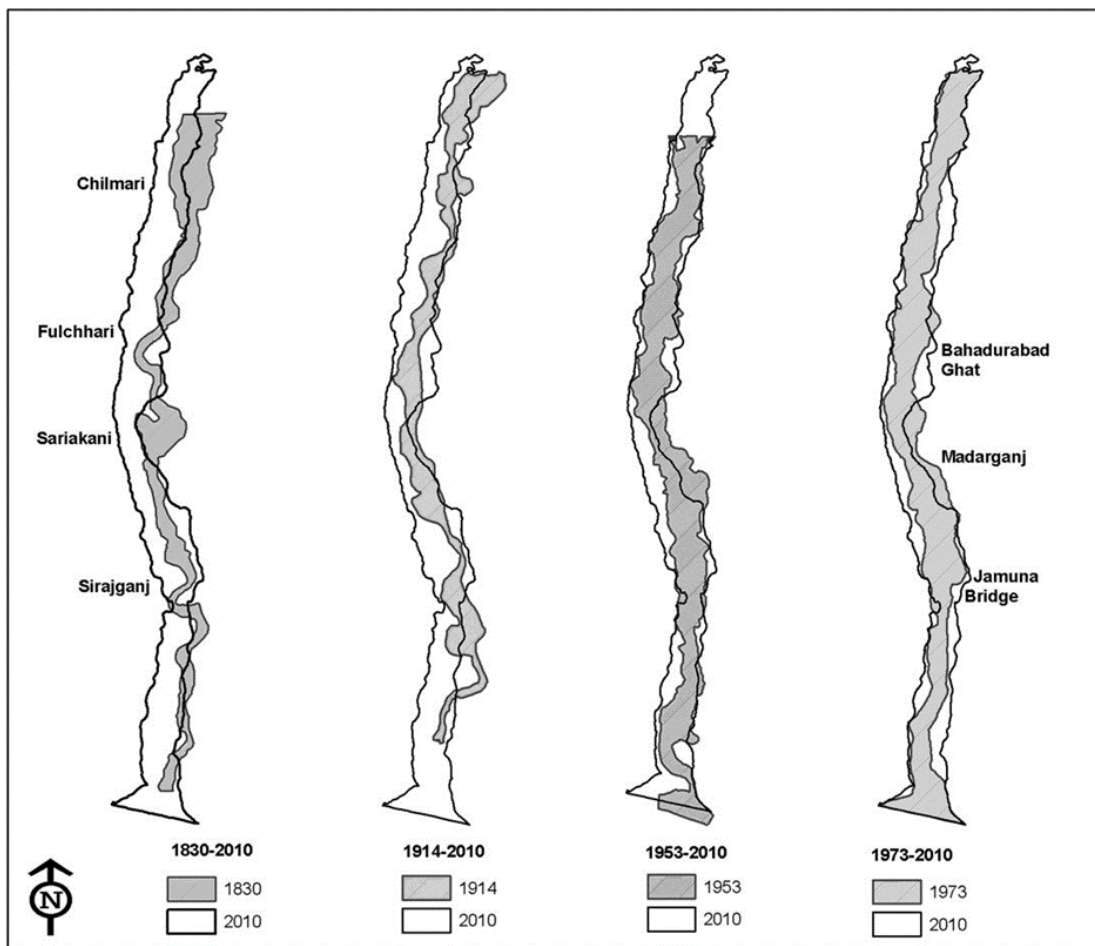 Chilmari
Fulchhari
Sariakani
Sirajganj
Bahadurabad
Ghat
Madarganj
Jamuna
Bridge
1830-2010
1830
2010
1914-2010
1914
2010
1953-2010
1953
2010
1973-2010
1973
2010
N